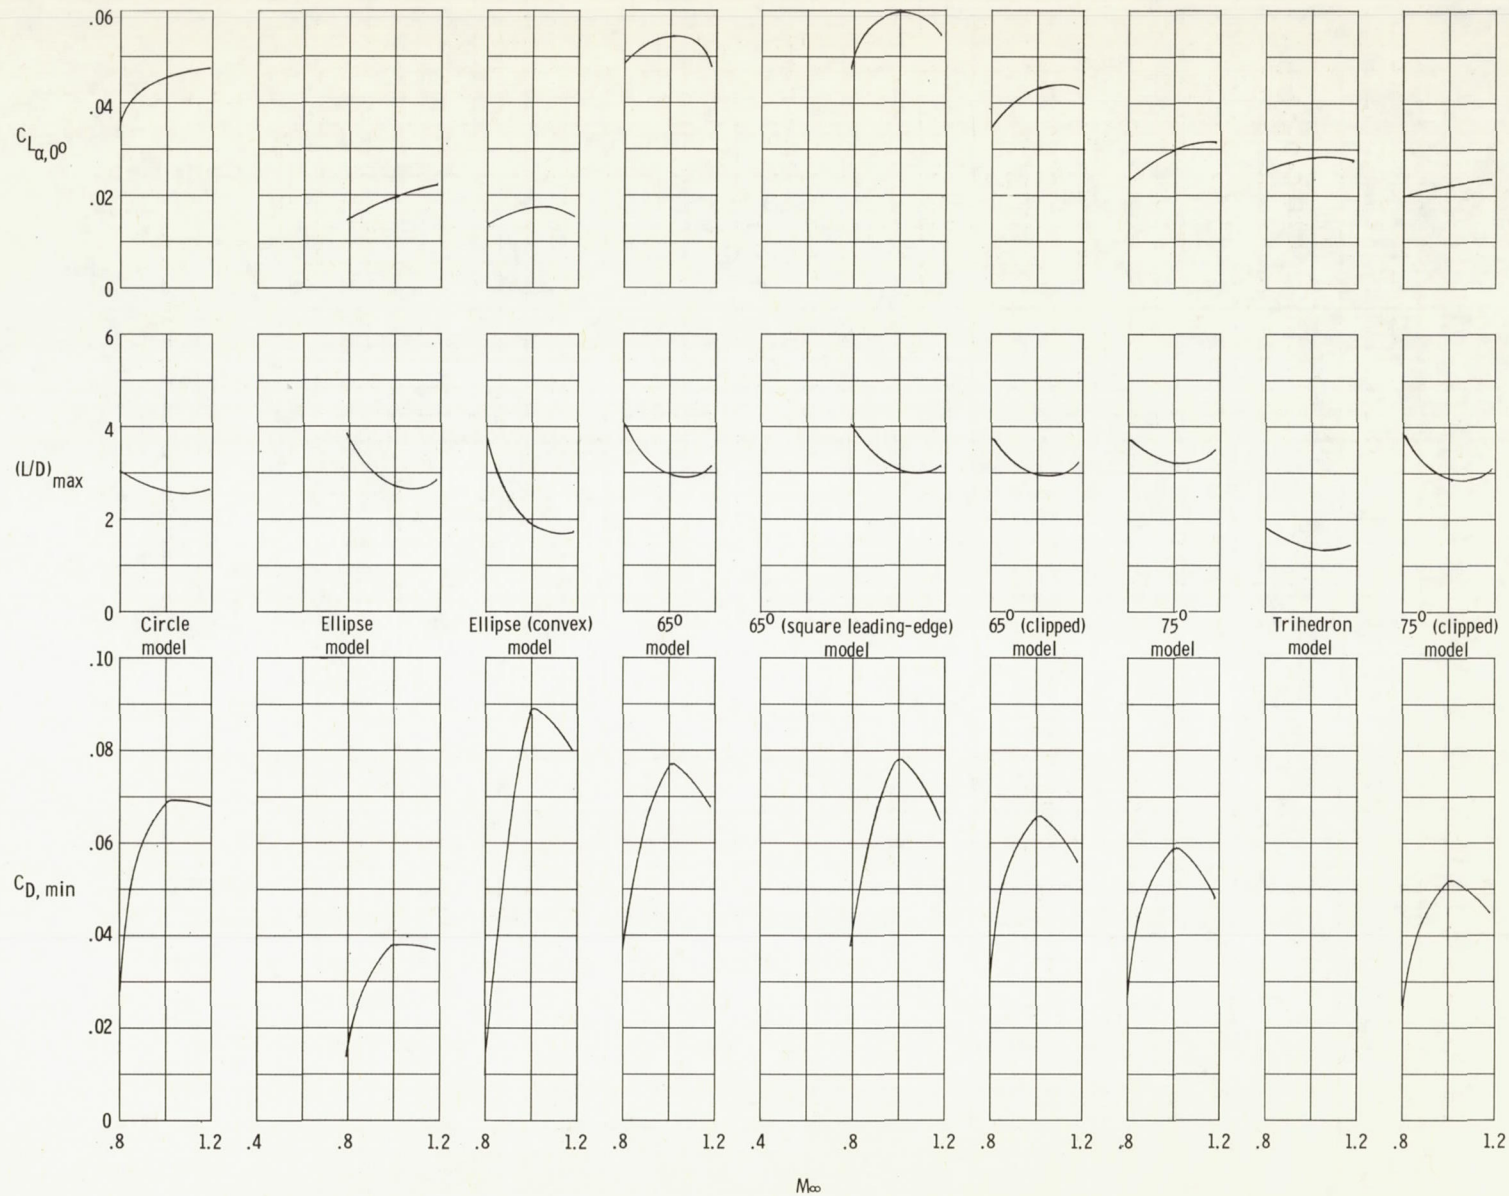 .06
.04
.02
0
C_Lα,0°
6
4
2
0
(L/D)max
Circle model
Ellipse model
Ellipse (convex) model
65° model
65° (square leading-edge) model
65° (clipped) model
75° model
Trihedron model
75° (clipped) model
.10
.08
.06
.04
.02
0
C_D, min
.8 1.2 .4 .8 1.2 .8 1.2 .8 1.2 .4 .8 1.2 .8 1.2 .8 1.2 .8 1.2 .8 1.2
M∞